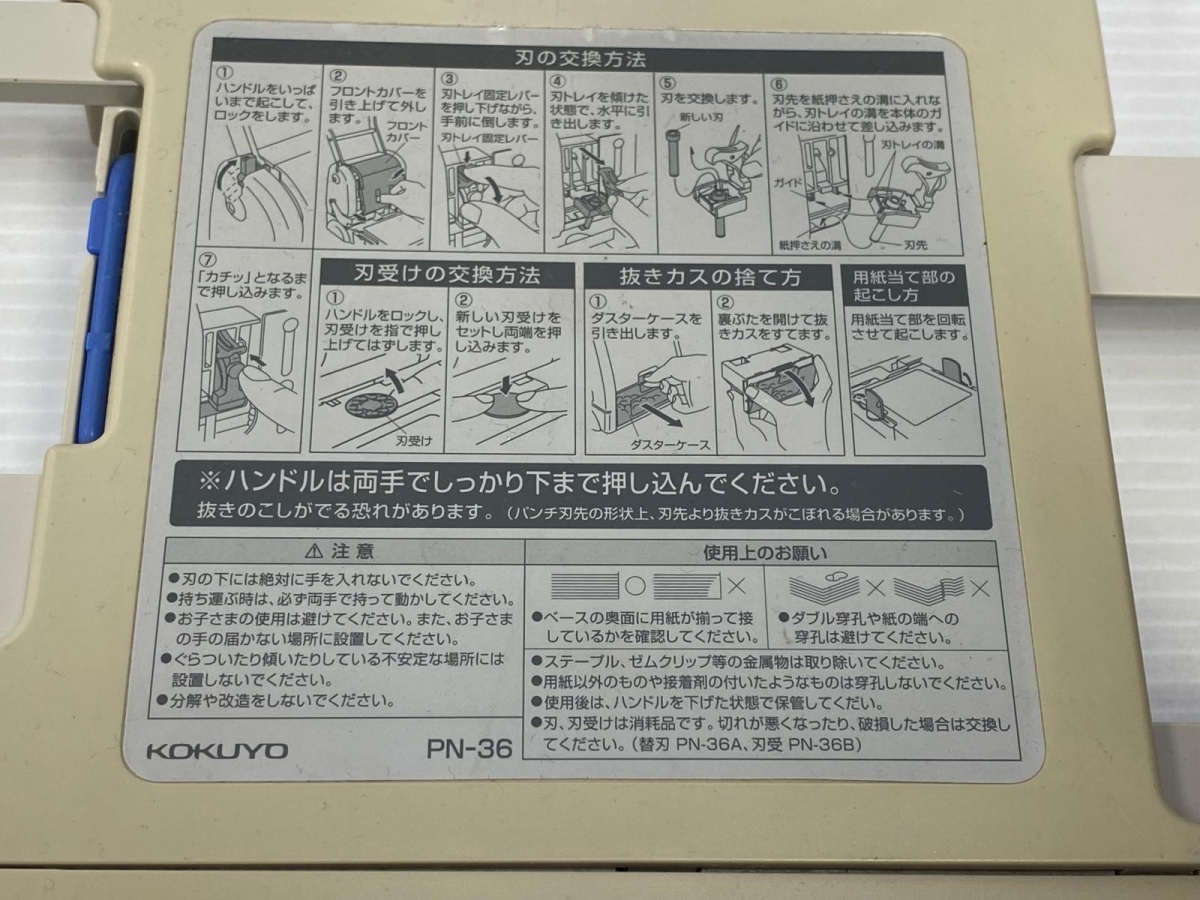 刃の交換方法
①
ハンドルをいっぱ
いまで起こして、
ロックをします。
②
フロントカバーを
引き上げて外し
ます。
フロント
カバー
③
刃トレイ固定レバー
を押し下げながら、
手前に倒します。
刃トレイ固定レバー
④
刃トレイを傾けた
状態で、水平に引
き出します。
⑤
刃を交換します。
新しい刃
⑥
刃先を紙押さえの溝に入れな
がら、刃トレイの溝を本体のガ
イドに沿わせて差し込みます。
刃トレイの溝
ガイド
紙押さえの溝
刃先
⑦
「カチッ」となるま
で押し込みます。
刃受けの交換方法
①
ハンドルをロックし、
刃受けを指で押し
上げてはずします。
刃受け
②
新しい刃受けを
セットし両端を押
し込みます。
抜きカスの捨て方
①
ダスターケースを
引き出します。
ダスターケース
②
裏ぶたを開けて抜
きカスをすてます。
用紙当て部の
起こし方
用紙当て部を回転
させて起こします。
※ハンドルは両手でしっかり下まで押し込んでください。
抜きのこしがでる恐れがあります。(パンチ刃先の形状上、刃先より抜きカスがこぼれる場合があります。)
⚠ 注意
●刃の下には絶対に手を入れないでください。
●持ち運ぶ時は、必ず両手で持って動かしてください。
●お子さまの使用は避けてください。また、お子さま
の手の届かない場所に設置してください。
●ぐらついたり傾いたりしている不安定な場所には
設置しないでください。
●分解や改造をしないでください。
使用上のお願い
○ ×
●ベースの奥面に用紙が揃って接
しているかを確認してください。
× ×
●ダブル穿孔や紙の端への
穿孔は避けてください。
●ステープル、ゼムクリップ等の金属物は取り除いてください。
●用紙以外のものや接着剤の付いたようなものは穿孔しないでください。
●使用後は、ハンドルを下げた状態で保管してください。
●刃、刃受けは消耗品です。切れが悪くなったり、破損した場合は交換し
てください。(替刃 PN-36A、刃受 PN-36B)
KOKUYO
PN-36